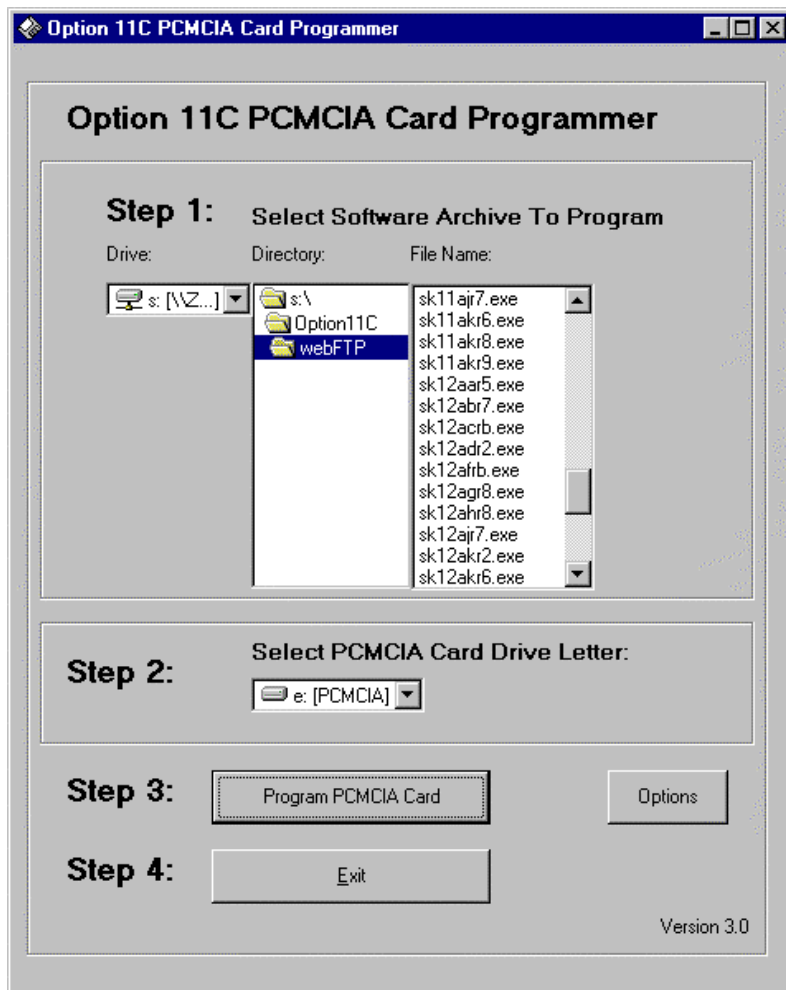 Option 11C PCMCIA Card Programmer
Option 11C PCMCIA Card Programmer
Step 1: Select Software Archive To Program
Drive: Directory: File Name:
s: [\\Z...]
s:\
Option11C
webFTP
sk11ajr7.exe
sk11akr6.exe
sk11akr8.exe
sk11akr9.exe
sk12aar5.exe
sk12abr7.exe
sk12acrb.exe
sk12adr2.exe
sk12afrb.exe
sk12agr8.exe
sk12ahr8.exe
sk12ajr7.exe
sk12akr2.exe
sk12akr6.exe
Step 2: Select PCMCIA Card Drive Letter:
e: [PCMCIA]
Step 3: Program PCMCIA Card Options
Step 4: Exit
Version 3.0